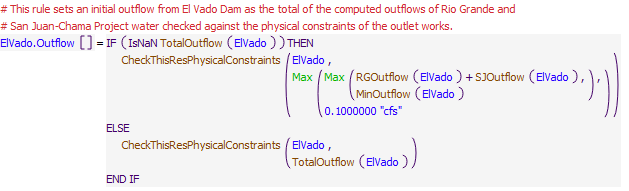 # This rule sets an initial outflow from El Vado Dam as the total of the computed outflows of Rio Grande and
# San Juan-Chama Project water checked against the physical constraints of the outlet works.
ElVado.Outflow [] = IF ( IsNaN TotalOutflow ( ElVado ) ) THEN
CheckThisResPhysicalConstraints ( ElVado ,
Max ( Max ( RGOutflow ( ElVado ) + SJOutflow ( ElVado ) ,
MinOutflow ( ElVado ) ) ,
0.1000000 "cfs" ) )
ELSE
CheckThisResPhysicalConstraints ( ElVado ,
TotalOutflow ( ElVado ) )
END IF